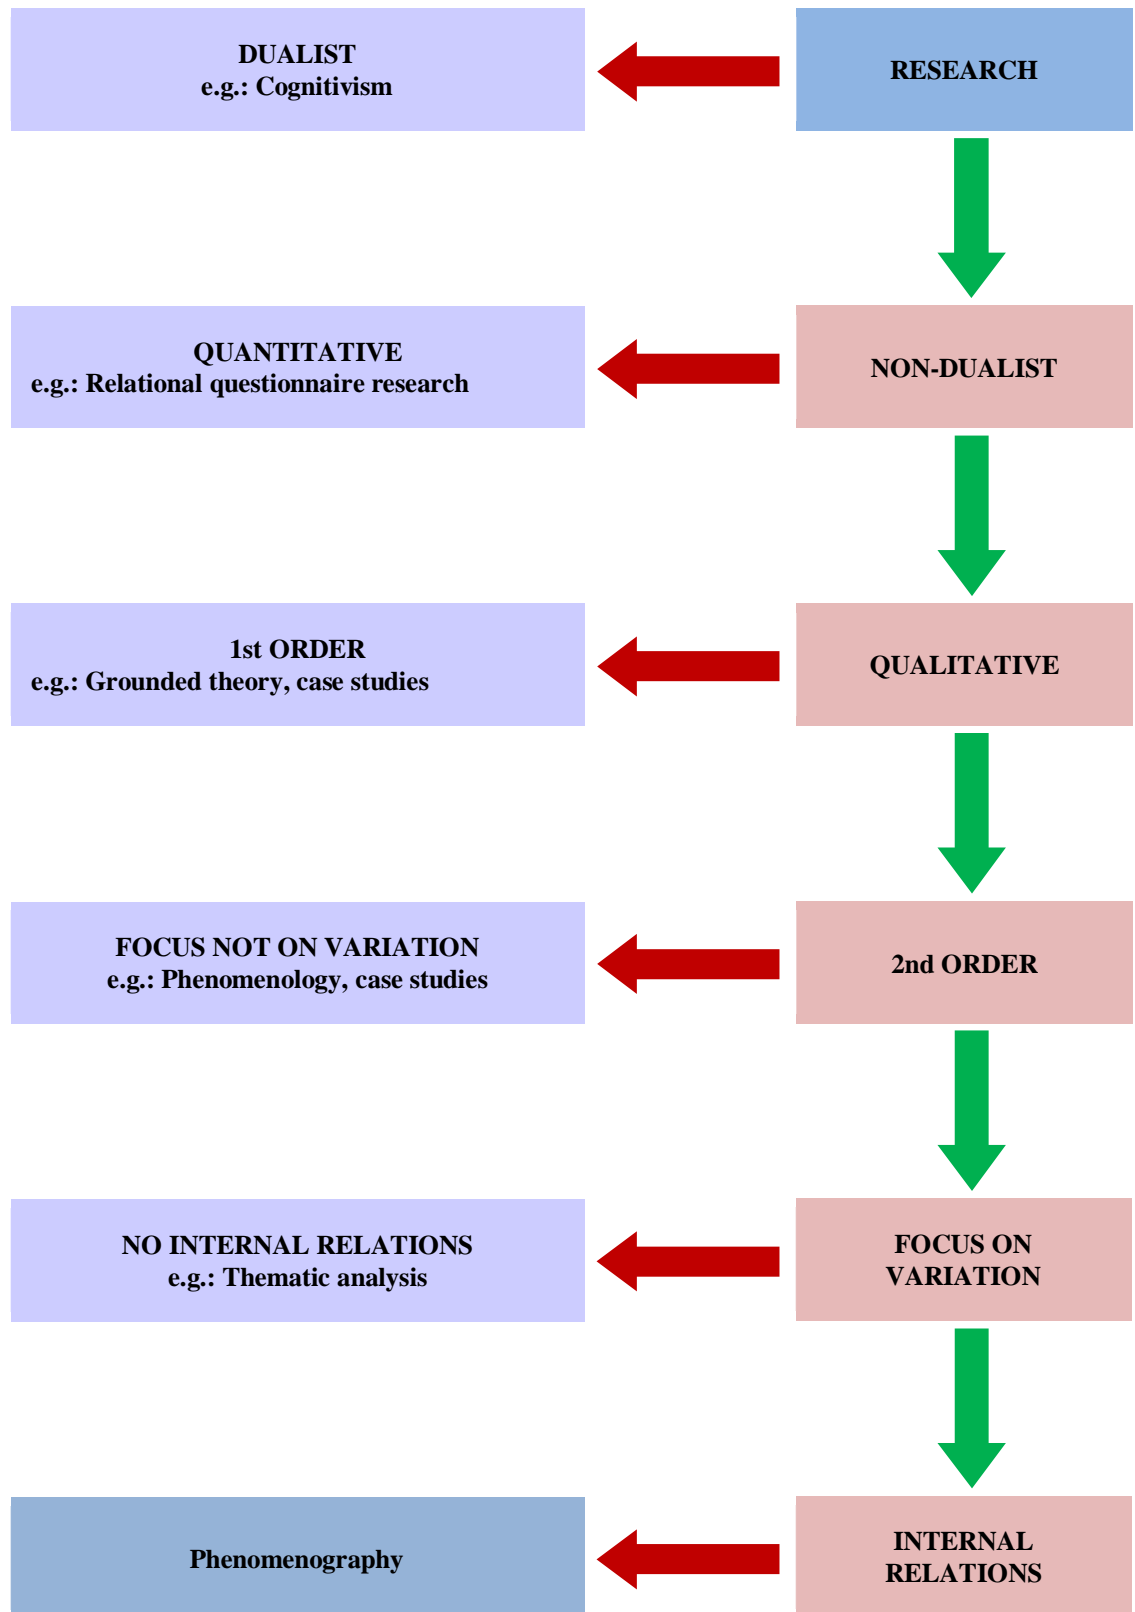 DUALIST
e.g.: Cognitivism
RESEARCH
QUANTITATIVE
e.g.: Relational questionnaire research
NON-DUALIST
1st ORDER
e.g.: Grounded theory, case studies
QUALITATIVE
FOCUS NOT ON VARIATION
e.g.: Phenomenology, case studies
2nd ORDER
NO INTERNAL RELATIONS
e.g.: Thematic analysis
FOCUS ON
VARIATION
Phenomenography
INTERNAL
RELATIONS